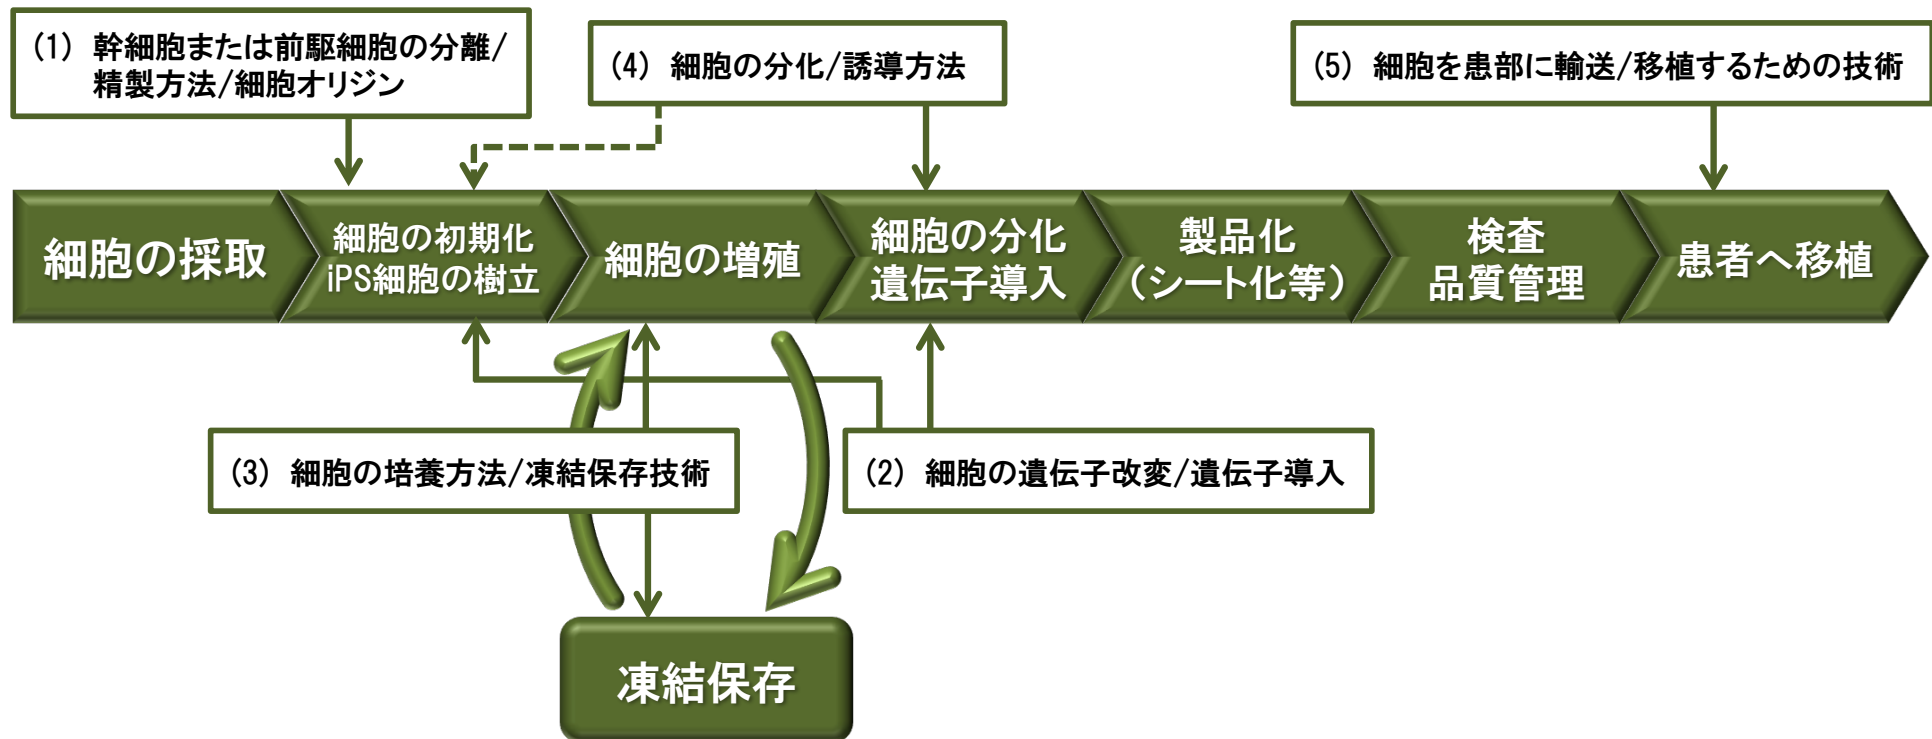 (1) 幹細胞または前駆細胞の分離/
精製方法/細胞オリジン
(4) 細胞の分化/誘導方法
(5) 細胞を患部に輸送/移植するための技術
細胞の採取
細胞の初期化
iPS細胞の樹立
細胞の増殖
細胞の分化
遺伝子導入
製品化
（シート化等）
検査
品質管理
患者へ移植
(3) 細胞の培養方法/凍結保存技術
(2) 細胞の遺伝子改変/遺伝子導入
凍結保存